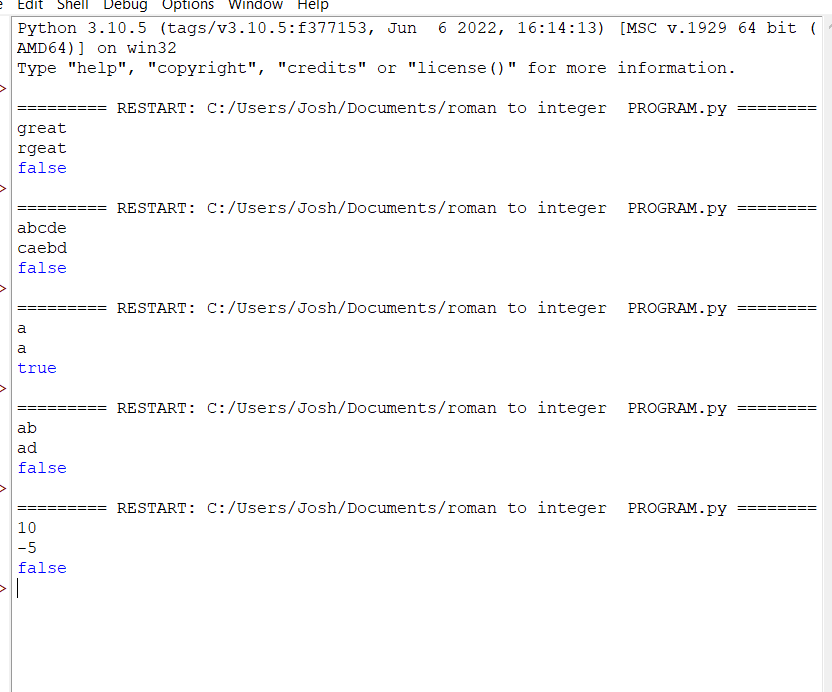 Edit Shell Debug Options Window Help
Python 3.10.5 (tags/v3.10.5:f377153, Jun  6 2022, 16:14:13) [MSC v.1929 64 bit (
AMD64)] on win32
Type "help", "copyright", "credits" or "license()" for more information.
>
========= RESTART: C:/Users/Josh/Documents/roman to integer  PROGRAM.py ========
great
rgeat
false
>
========= RESTART: C:/Users/Josh/Documents/roman to integer  PROGRAM.py ========
abcde
caebd
false
>
========= RESTART: C:/Users/Josh/Documents/roman to integer  PROGRAM.py ========
a
a
true
>
========= RESTART: C:/Users/Josh/Documents/roman to integer  PROGRAM.py ========
ab
ad
false
>
========= RESTART: C:/Users/Josh/Documents/roman to integer  PROGRAM.py ========
10
-5
false
>